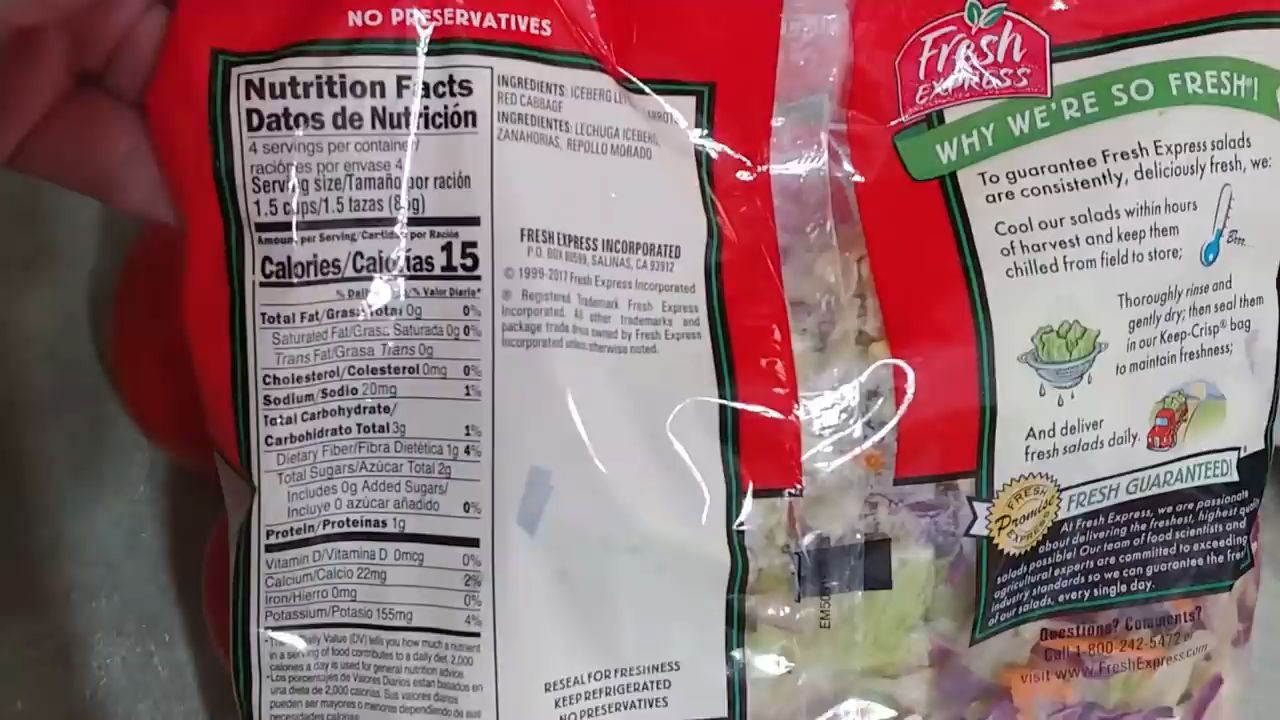 NO PRESERVATIVES
Nutrition Facts
Datos de Nutrición
4 servings per container/
raciónes por envase 4
Serving size/Tamaño por ración
1.5 cups/1.5 tazas (85g)
Amount per Serving/Cantidad por Ración
Calories/Calorías 15
% Daily /% Valor Diario*
Total Fat/Grasa Total 0g 0%
Saturated Fat/Grasa Saturada 0g 0%
Trans Fat/Grasa Trans 0g
Cholesterol/Colesterol 0mg 0%
Sodium/Sodio 20mg 1%
Total Carbohydrate/
Carbohidrato Total 3g 1%
Dietary Fiber/Fibra Dietética 1g 4%
Total Sugars/Azúcar Total 2g
Includes 0g Added Sugars/
Incluye 0 azúcar añadido 0%
Protein/Proteínas 1g
Vitamin D/Vitamina D 0mcg 0%
Calcium/Calcio 22mg 2%
Iron/Hierro 0mg 0%
Potassium/Potasio 155mg 4%
*The Daily Value (DV) tells you how much a nutrient
in a serving of food contributes to a daily diet. 2,000
calories a day is used for general nutrition advice.
*Los porcentajes de Valores Diarios están basados en
una dieta de 2,000 calorías. Sus valores diarios
pueden ser mayores o menores dependiendo de sus
necesidades calorías.
INGREDIENTS: ICEBERG
RED CABBAGE
INGREDIENTES: LECHUGA ICEBERG,
ZANAHORIAS, REPOLLO MORADO
FRESH EXPRESS INCORPORATED
P.O. BOX 80599, SALINAS, CA 93912
© 1999-2017 Fresh Express Incorporated
® Registered Trademark Fresh Express
Incorporated. All other trademarks and
package trade dress owned by Fresh Express
Incorporated unless otherwise noted.
RESEAL FOR FRESHNESS
KEEP REFRIGERATED
NO PRESERVATIVES
Fresh
EXPRESS
WHY WE'RE SO FRESH!
To guarantee Fresh Express salads
are consistently, deliciously fresh, we:
Cool our salads within hours
of harvest and keep them
chilled from field to store;
Brrr...
Thoroughly rinse and
gently dry; then seal them
in our Keep-Crisp® bag
to maintain freshness;
And deliver
fresh salads daily.
FRESH
Promise
EXPRESS
FRESH GUARANTEED!
At Fresh Express, we are passionate
about delivering the freshest, highest quality
salads possible! Our team of food scientists and
agricultural experts are committed to exceeding
industry standards so we can guarantee the
of our salads, every single day.
Questions? Comments?
Call 1-800-242-5472 or
visit www.FreshExpress.com